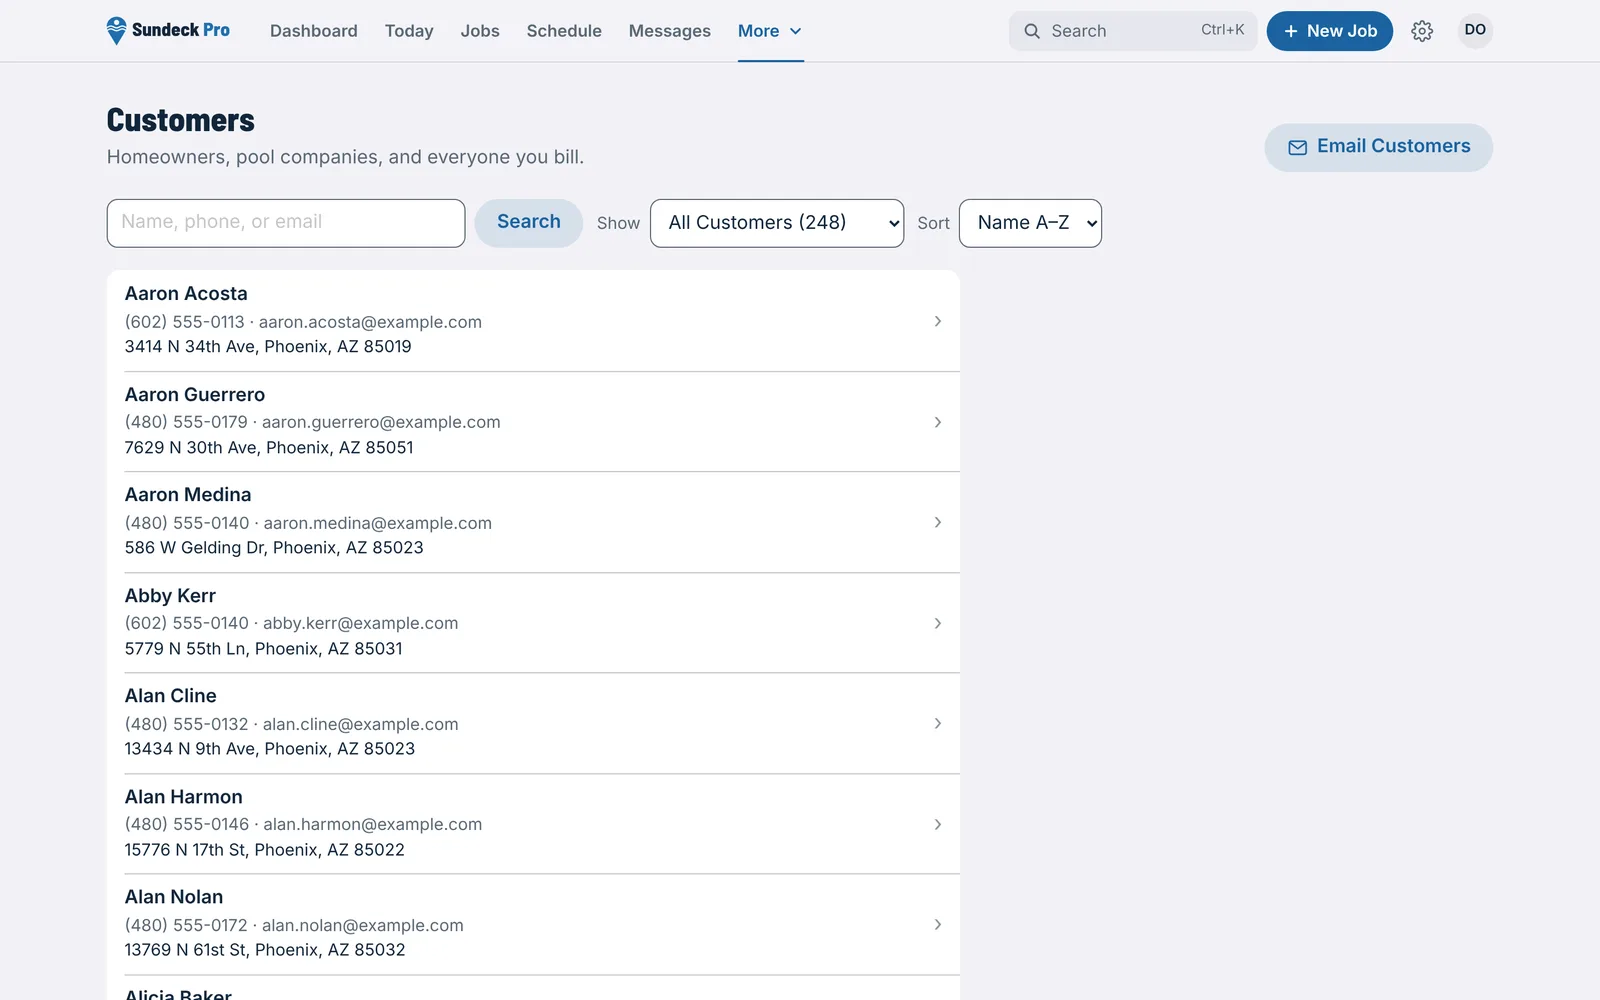 Sundeck Pro Dashboard Today Jobs Schedule Messages More Search Ctrl+K + New Job DO
Customers
Homeowners, pool companies, and everyone you bill.
Email Customers
Name, phone, or email Search Show All Customers (248) Sort Name A–Z
Aaron Acosta
(602) 555-0113 · aaron.acosta@example.com
3414 N 34th Ave, Phoenix, AZ 85019
Aaron Guerrero
(480) 555-0179 · aaron.guerrero@example.com
7629 N 30th Ave, Phoenix, AZ 85051
Aaron Medina
(480) 555-0140 · aaron.medina@example.com
586 W Gelding Dr, Phoenix, AZ 85023
Abby Kerr
(602) 555-0140 · abby.kerr@example.com
5779 N 55th Ln, Phoenix, AZ 85031
Alan Cline
(480) 555-0132 · alan.cline@example.com
13434 N 9th Ave, Phoenix, AZ 85023
Alan Harmon
(480) 555-0146 · alan.harmon@example.com
15776 N 17th St, Phoenix, AZ 85022
Alan Nolan
(480) 555-0172 · alan.nolan@example.com
13769 N 61st St, Phoenix, AZ 85032
Alicia Baker